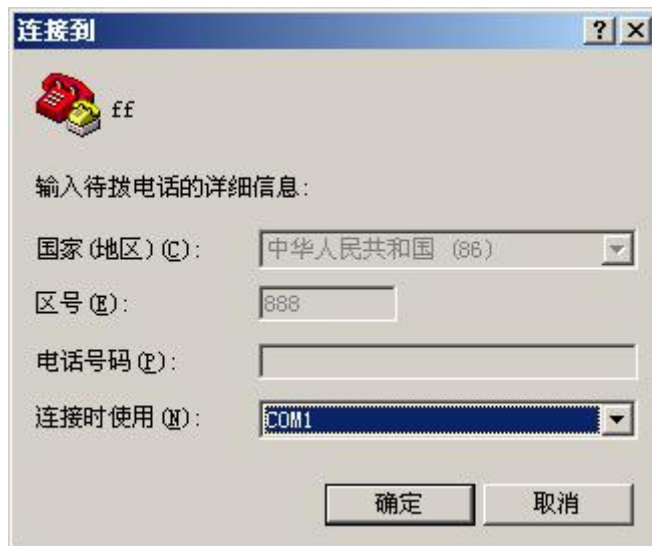 连接到
ff
输入待拨电话的详细信息:
国家(地区)(C): 中华人民共和国 (86)
区号(E): 888
电话号码(P):
连接时使用(N): COM1
确定 取消